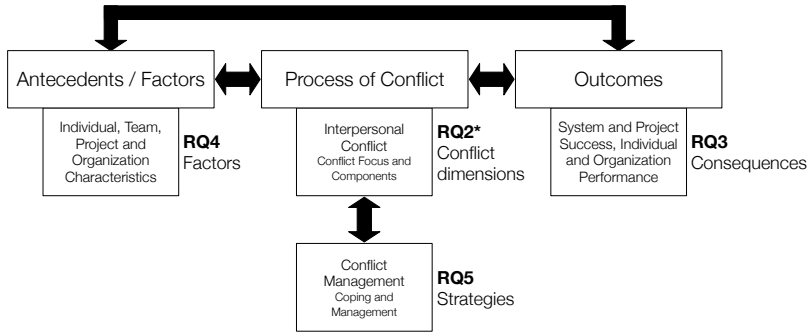 Antecedents / Factors
Process of Conflict
Outcomes
Individual, Team,
Project and
Organization
Characteristics
RQ4
Factors
Interpersonal
Conflict
Conflict Focus and
Components
RQ2*
Conflict
dimensions
System and Project
Success, Individual
and Organization
Performance
RQ3
Consequences
Conflict
Management
Coping and
Management
RQ5
Strategies